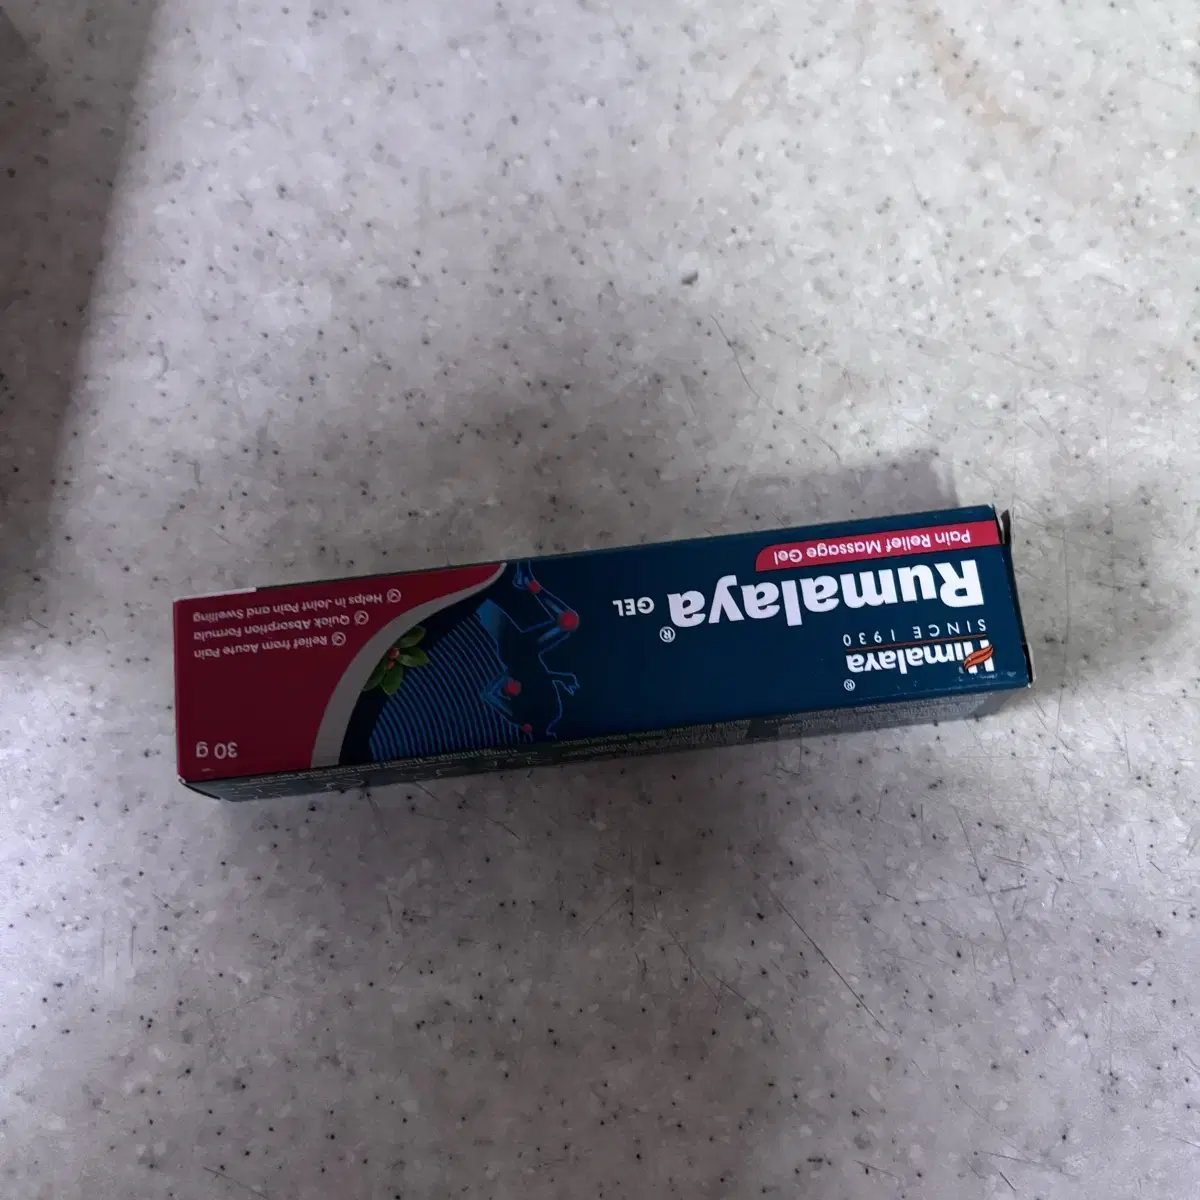 Himalaya®
SINCE 1930
Rumalaya® GEL
Pain Relief Massage Gel
30 g
Relief from Acute Pain
Quick Absorption Formula
Helps in Joint Pain and Swelling